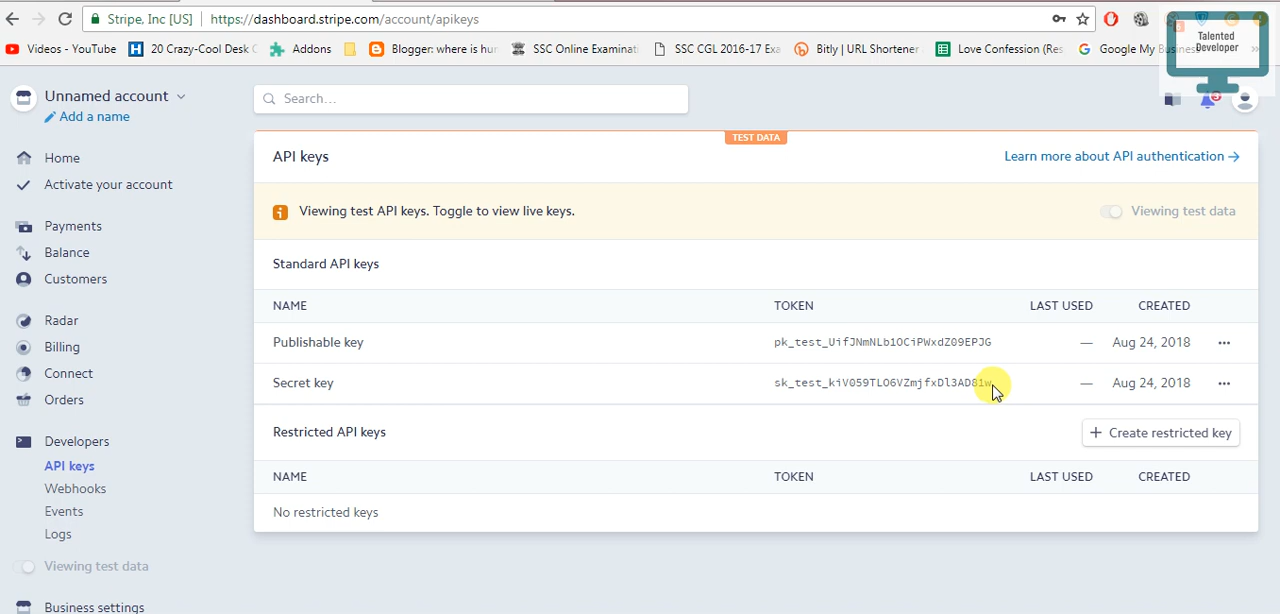 Stripe, Inc [US] | https://dashboard.stripe.com/account/apikeys
Videos - YouTube
20 Crazy-Cool Desk
Addons
Blogger: where is hur
SSC Online Examinat
SSC CGL 2016-17 Exa
Bitly | URL Shortener
Love Confession (Res
Google My Business
Talented
Developer
Unnamed account
Add a name
Search...
Home
Activate your account
Payments
Balance
Customers
Radar
Billing
Connect
Orders
Developers
API keys
Webhooks
Events
Logs
Viewing test data
Business settings
TEST DATA
API keys
Learn more about API authentication →
Viewing test API keys. Toggle to view live keys.
Viewing test data
Standard API keys
NAME TOKEN LAST USED CREATED
Publishable key pk_test_UifJNmNLb1OCiPWxdZ09EPJG — Aug 24, 2018 ...
Secret key sk_test_kiV059TLO6VZmjfxDl3AD81w — Aug 24, 2018 ...
Restricted API keys
+ Create restricted key
NAME TOKEN LAST USED CREATED
No restricted keys